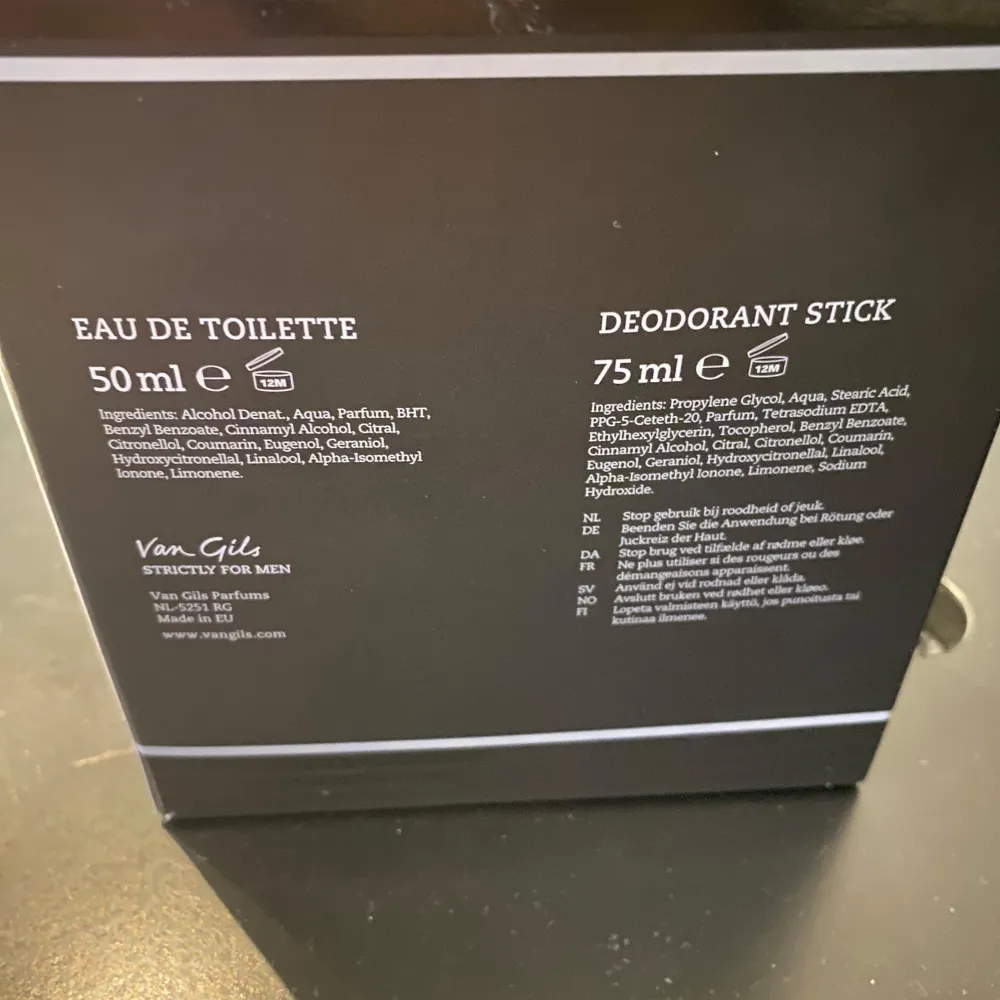 EAU DE TOILETTE
50 ml ℮ 12M
Ingredients: Alcohol Denat., Aqua, Parfum, BHT,
Benzyl Benzoate, Cinnamyl Alcohol, Citral,
Citronellol, Coumarin, Eugenol, Geraniol,
Hydroxycitronellal, Linalool, Alpha-Isomethyl
Ionone, Limonene.
Van Gils
STRICTLY FOR MEN
Van Gils Parfums
NL-5251 RG
Made in EU
www.vangils.com
DEODORANT STICK
75 ml ℮ 12M
Ingredients: Propylene Glycol, Aqua, Stearic Acid,
PPG-5-Ceteth-20, Parfum, Tetrasodium EDTA,
Ethylhexylglycerin, Tocopherol, Benzyl Benzoate,
Cinnamyl Alcohol, Citral, Citronellol, Coumarin,
Eugenol, Geraniol, Hydroxycitronellal, Linalool,
Alpha-Isomethyl Ionone, Limonene, Sodium
Hydroxide.
NL Stop gebruik bij roodheid of jeuk.
DE Beenden Sie die Anwendung bei Rötung oder
Juckreiz der Haut.
DA Stop brug ved tilfælde af rødme eller kløe.
FR Ne plus utiliser si des rougeurs ou des
démangeaisons apparaissent.
SV Använd ej vid rodnad eller klåda.
NO Avslutt bruken ved rødhet eller kløeo.
FI Lopeta valmisteen käyttö, jos punoitusta tai
kutinaa ilmenee.